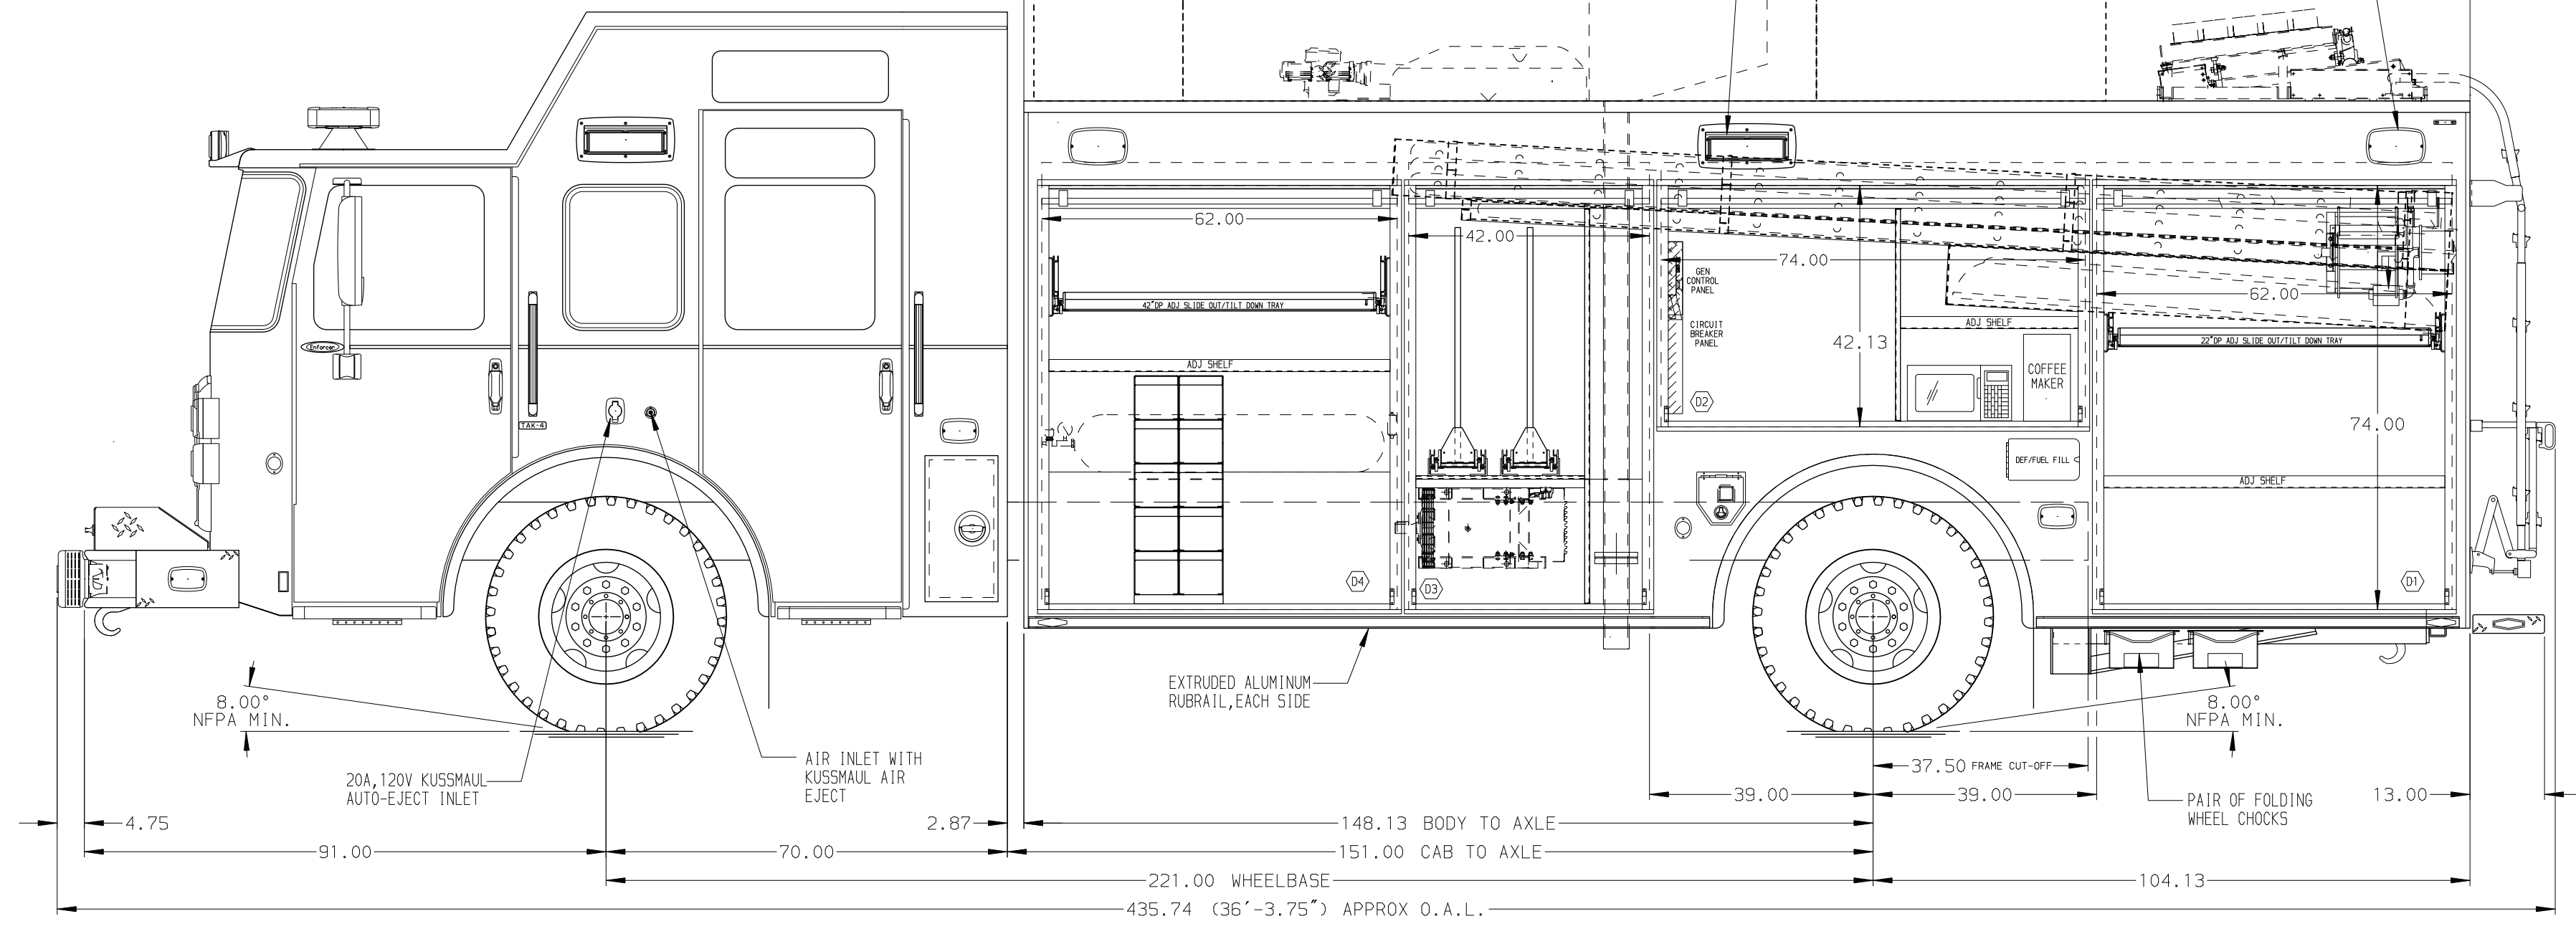 62.00
42.00
74.00
62.00
42"DP ADJ SLIDE OUT/TILT DOWN TRAY
GEN
CONTROL
PANEL
CIRCUIT
BREAKER
PANEL
ADJ SHELF
42.13
22"DP ADJ SLIDE OUT/TILT DOWN TRAY
Enforcer
ADJ SHELF
COFFEE
MAKER
D2
TAK-4
74.00
DEF/FUEL FILL
ADJ SHELF
D4
D3
D1
EXTRUDED ALUMINUM
RUBRAIL,EACH SIDE
8.00°
NFPA MIN.
8.00°
NFPA MIN.
AIR INLET WITH
KUSSMAUL AIR
EJECT
20A,120V KUSSMAUL
AUTO-EJECT INLET
37.50 FRAME CUT-OFF
39.00
39.00
PAIR OF FOLDING
WHEEL CHOCKS
13.00
4.75
2.87
148.13 BODY TO AXLE
91.00
70.00
151.00 CAB TO AXLE
221.00 WHEELBASE
104.13
435.74 (36'-3.75") APPROX O.A.L.